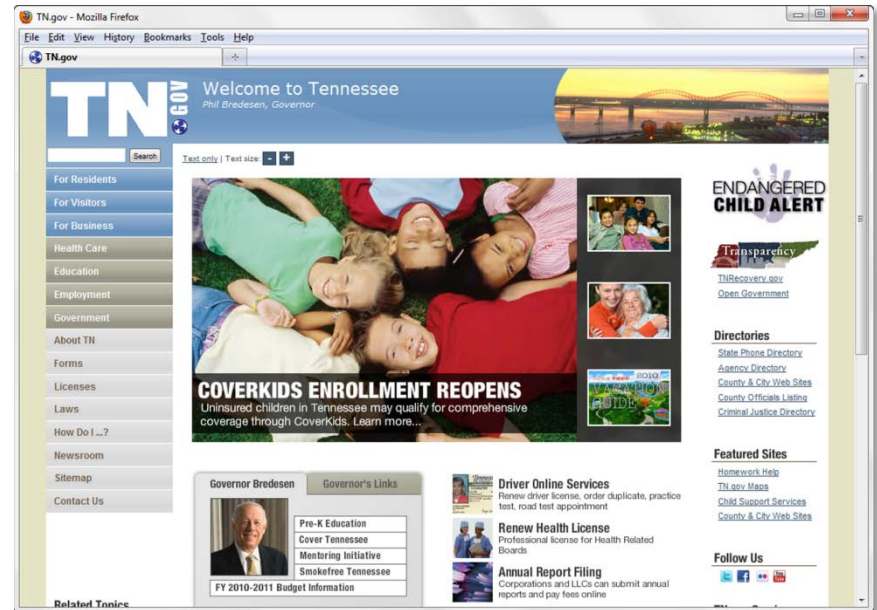 TN.gov - Mozilla Firefox
File Edit View History Bookmarks Tools Help
TN.gov
TN.GOV
Welcome to Tennessee
Phil Bredesen, Governor
Search
Text only | Text size: - +
For Residents
For Visitors
For Business
Health Care
Education
Employment
Government
About TN
Forms
Licenses
Laws
How Do I ...?
Newsroom
Sitemap
Contact Us
Related Topics
COVERKIDS ENROLLMENT REOPENS
Uninsured children in Tennessee may qualify for comprehensive
coverage through CoverKids. Learn more...
2010
VACATION
GUIDE
Governor Bredesen
Governor's Links
Pre-K Education
Cover Tennessee
Mentoring Initiative
Smokefree Tennessee
FY 2010-2011 Budget Information
Driver Online Services
Renew driver license, order duplicate, practice
test, road test appointment
Renew Health License
Professional license for Health Related
Boards
Annual Report Filing
Corporations and LLCs can submit annual
reports and pay fees online
ENDANGERED
CHILD ALERT
Transparency
TNRecovery.gov
Open Government
Directories
State Phone Directory
Agency Directory
County & City Web Sites
County Officials Listing
Criminal Justice Directory
Featured Sites
Homework Help
TN.gov Maps
Child Support Services
County & City Web Sites
Follow Us